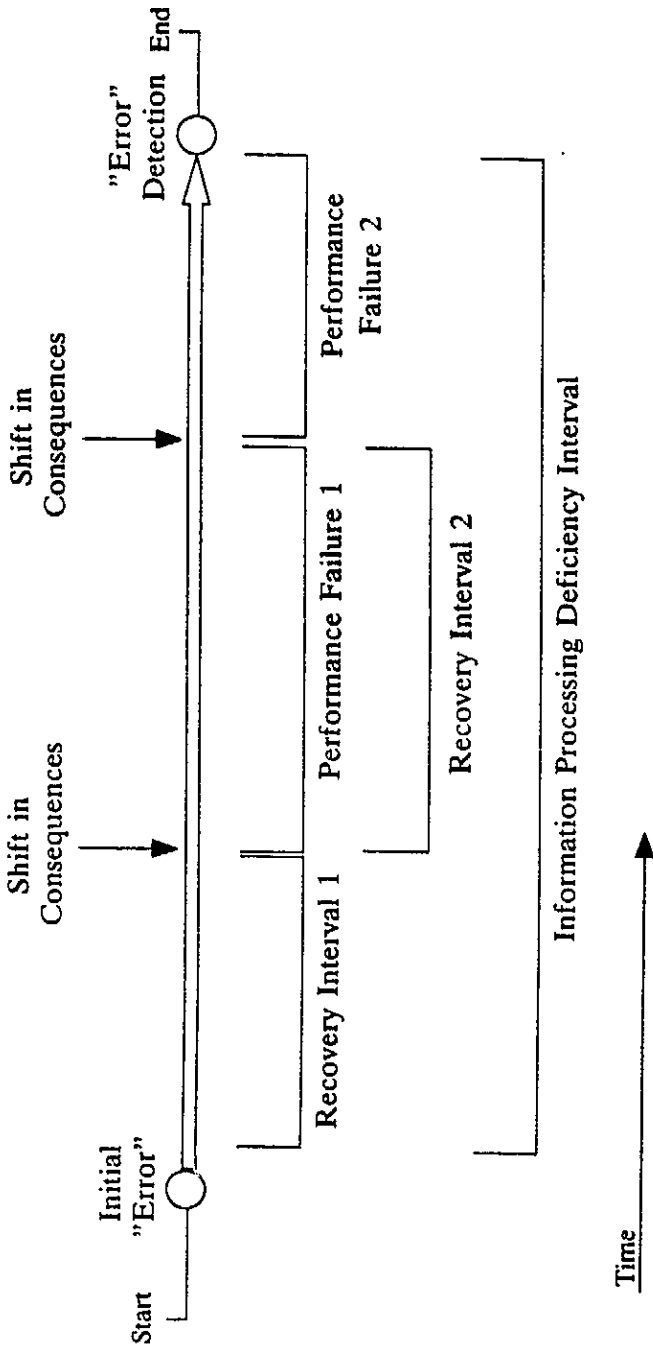 Shift in
Consequences
Shift in
Consequences
Initial
"Error"
"Error"
Detection
Start
End
Recovery Interval 1
Performance Failure 1
Performance
Failure 2
Recovery Interval 2
Information Processing Deficiency Interval
Time